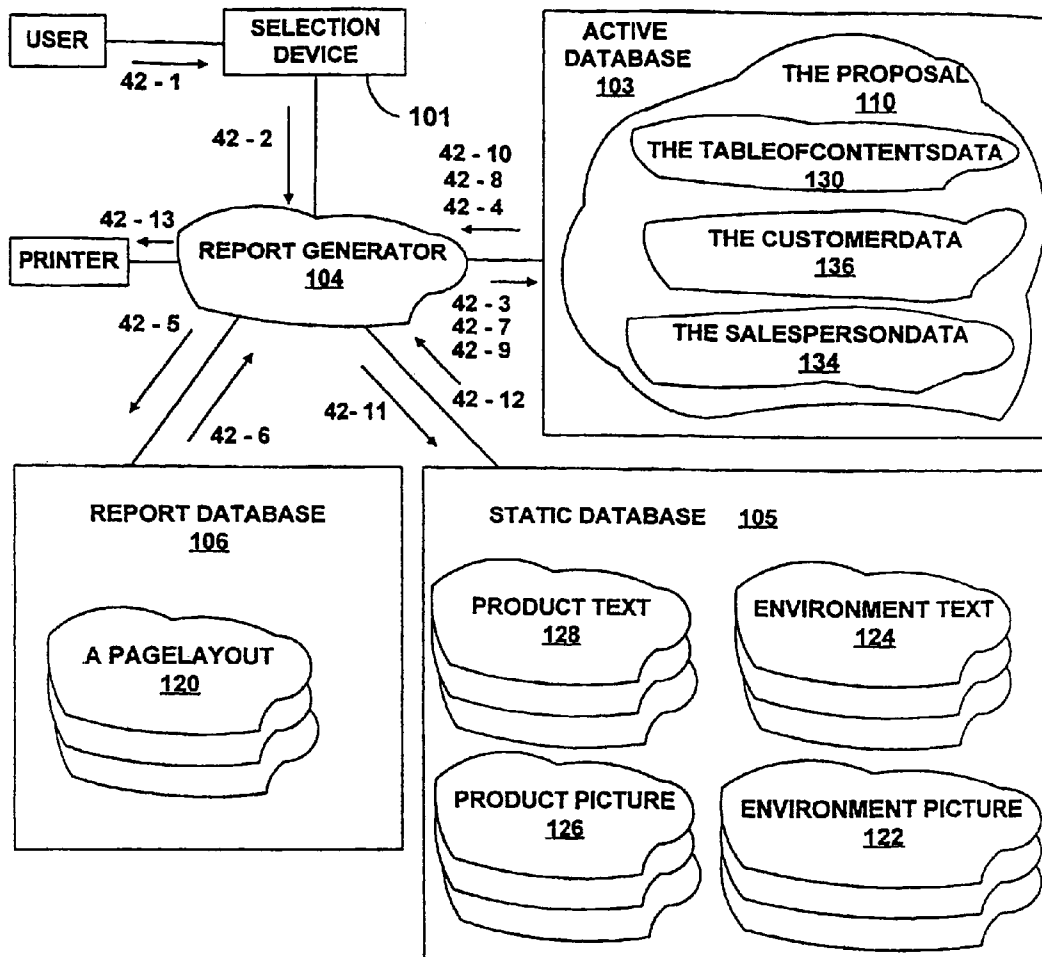 USER
SELECTION
DEVICE
42 - 1
101
42 - 2
42 - 10
42 - 8
42 - 4
42 - 13
PRINTER
REPORT GENERATOR
104
42 - 3
42 - 7
42 - 9
42 - 5
42 - 6
42- 11
42 - 12
ACTIVE
DATABASE
103
THE PROPOSAL
110
THE TABLEOFCONTENTSDATA
130
THE CUSTOMERDATA
136
THE SALESPERSONDATA
134
REPORT DATABASE
106
A PAGELAYOUT
120
STATIC DATABASE 105
PRODUCT TEXT
128
ENVIRONMENT TEXT
124
PRODUCT PICTURE
126
ENVIRONMENT PICTURE
122